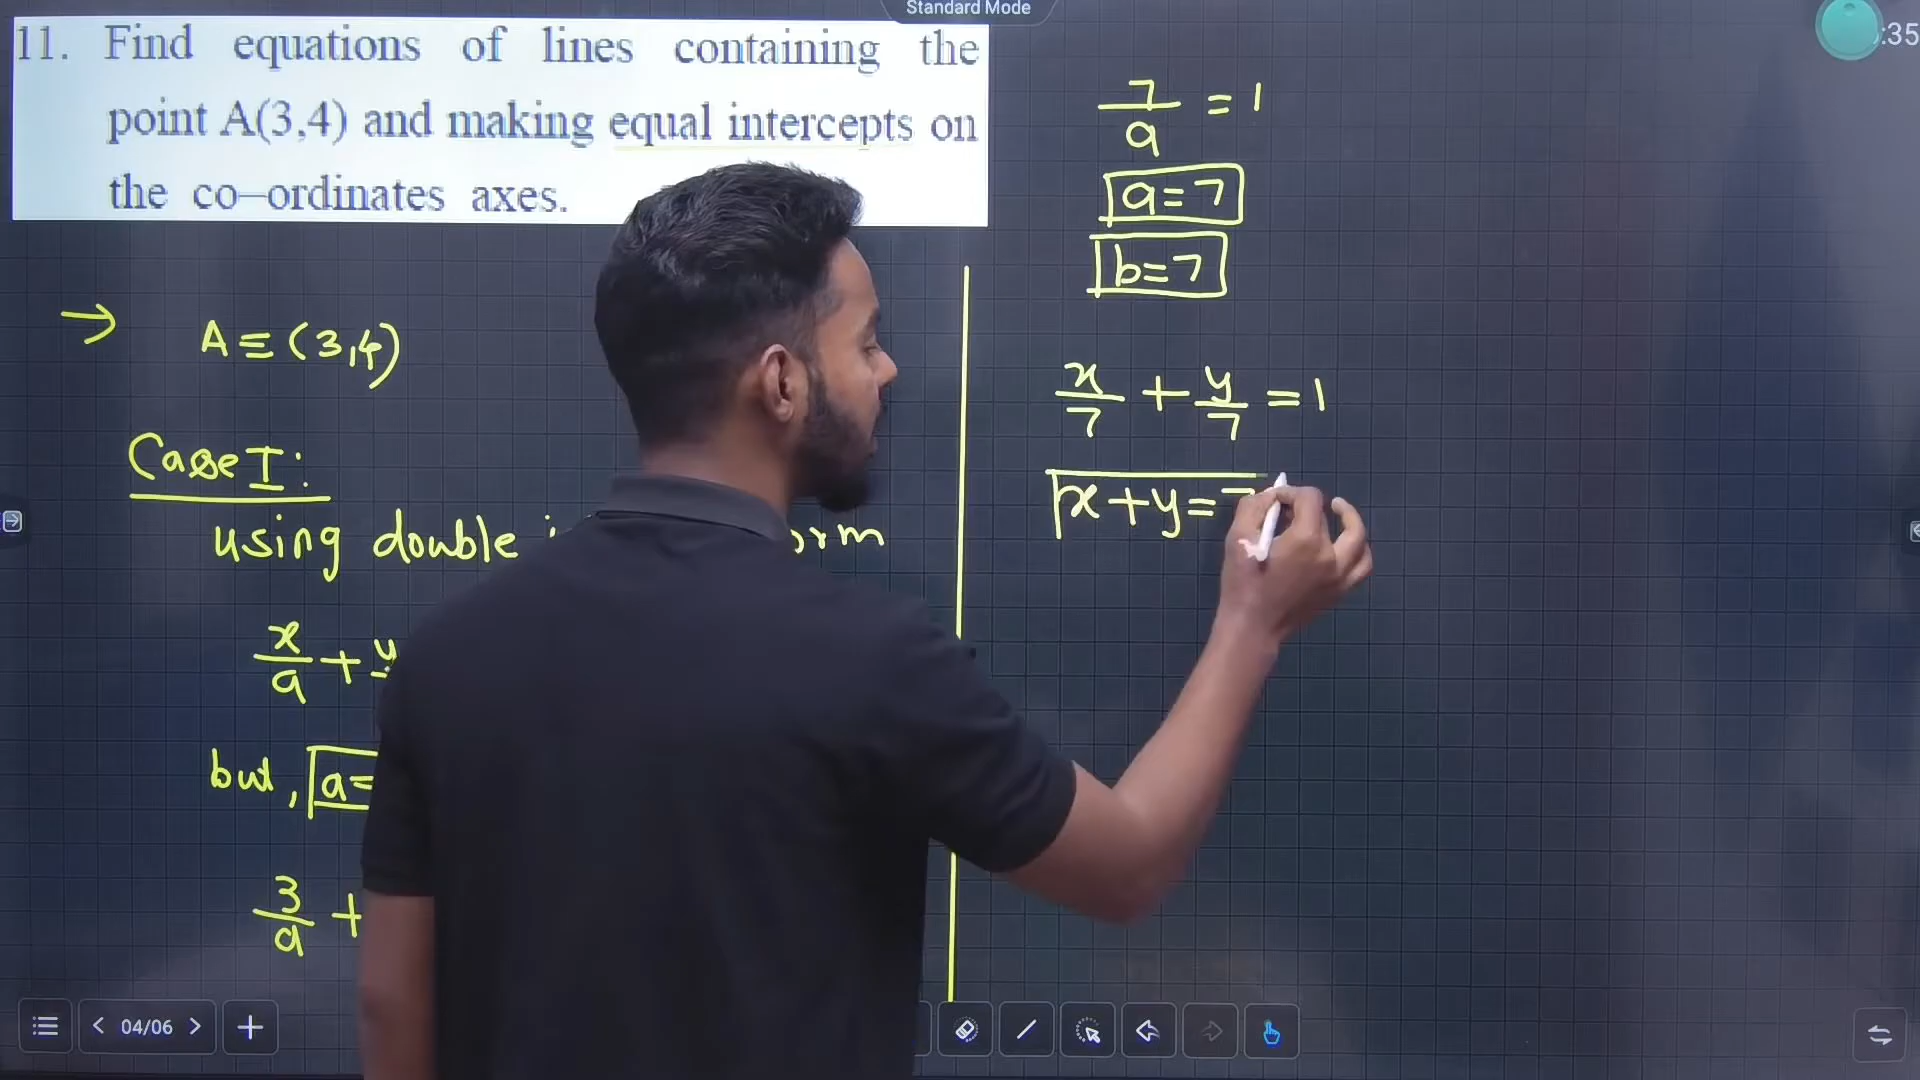 Standard Mode
:35
11. Find equations of lines containing the
point A(3,4) and making equal intercepts on
the co–ordinates axes.
→ A ≡ (3,4)
Case I:
using double
x/a + y
but, a=
3/a +
7/a = 1
a=7
b=7
x/7 + y/7 = 1
x+y=7
04/06